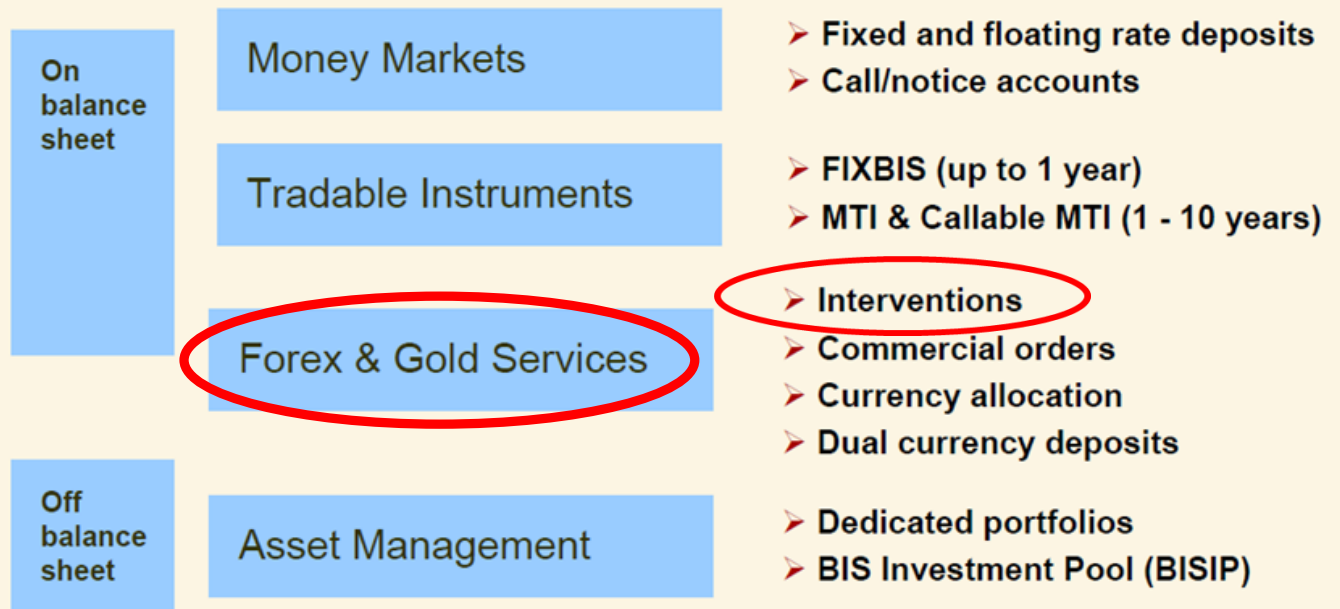 On
balance
sheet
Money Markets
➢ Fixed and floating rate deposits
➢ Call/notice accounts
Tradable Instruments
➢ FIXBIS (up to 1 year)
➢ MTI & Callable MTI (1 - 10 years)
Forex & Gold Services
➢ Interventions
➢ Commercial orders
➢ Currency allocation
➢ Dual currency deposits
Off
balance
sheet
Asset Management
➢ Dedicated portfolios
➢ BIS Investment Pool (BISIP)